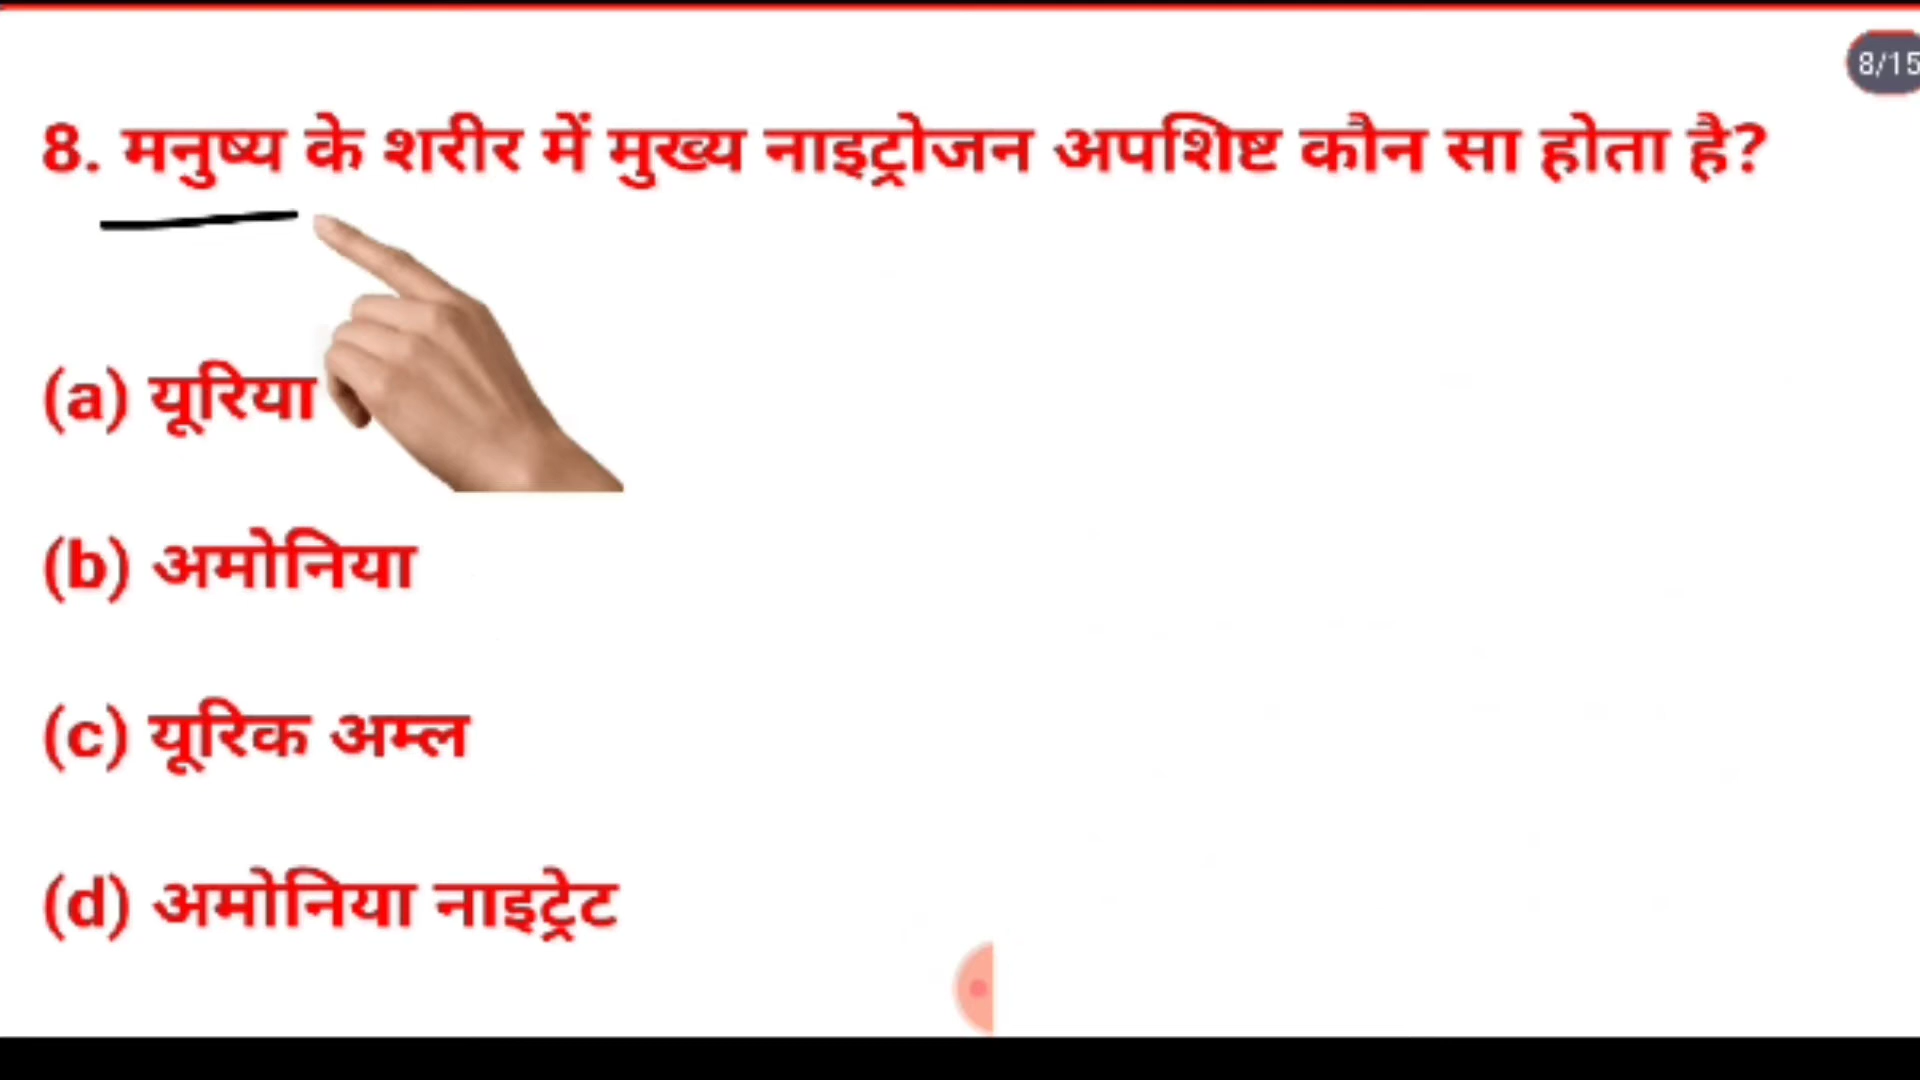 8/15
8. मनुष्य के शरीर में मुख्य नाइट्रोजन अपशिष्ट कौन सा होता है?
(a) यूरिया
(b) अमोनिया
(c) यूरिक अम्ल
(d) अमोनिया नाइट्रेट